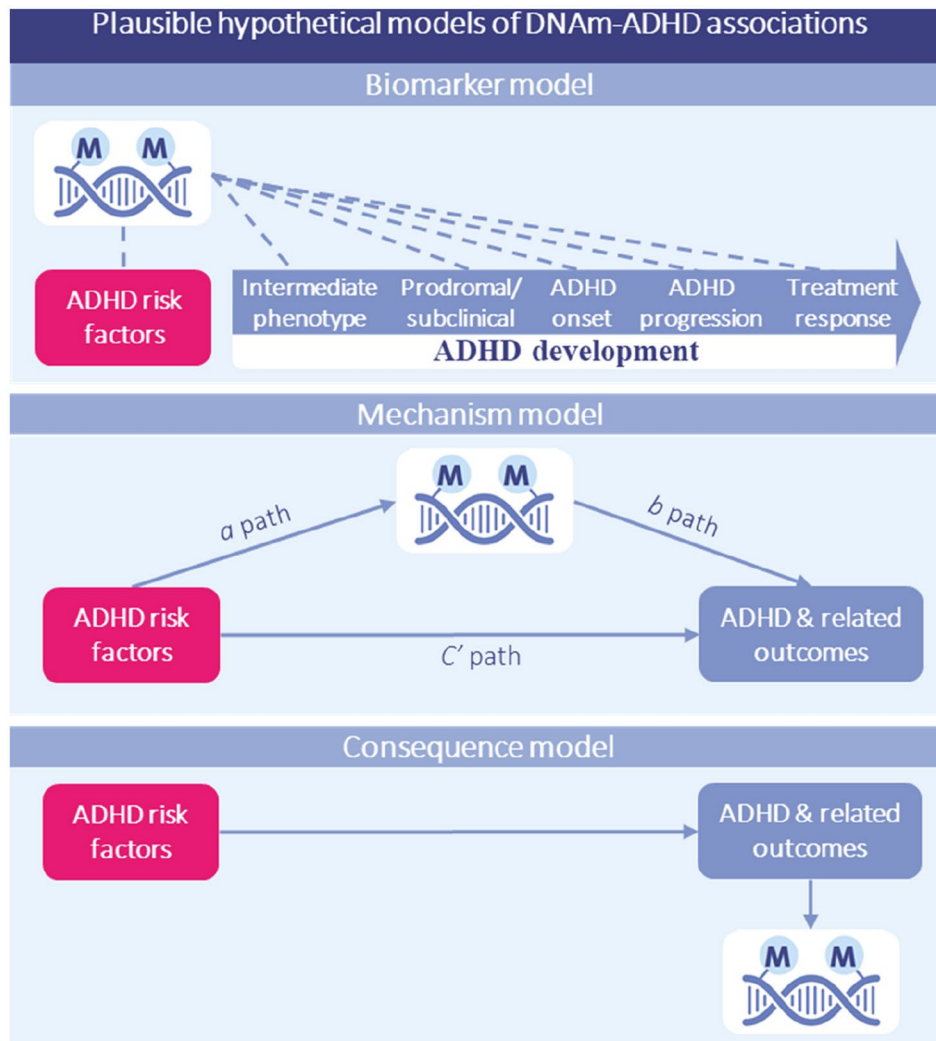 Plausible hypothetical models of DNAm-ADHD associations
Biomarker model
M M
ADHD risk
factors
Intermediate
phenotype
Prodromal/
subclinical
ADHD
onset
ADHD
progression
Treatment
response
ADHD development
Mechanism model
M M
a path
b path
ADHD risk
factors
C' path
ADHD & related
outcomes
Consequence model
ADHD risk
factors
ADHD & related
outcomes
M M